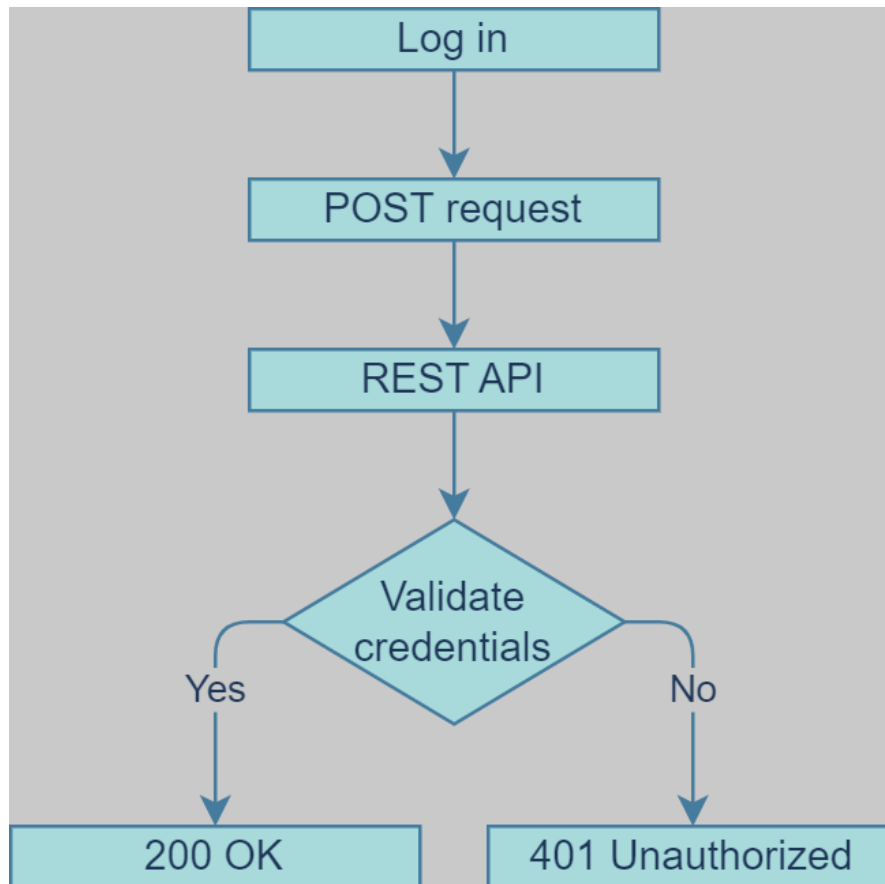 Log in
POST request
REST API
Validate
credentials
Yes
No
200 OK
401 Unauthorized